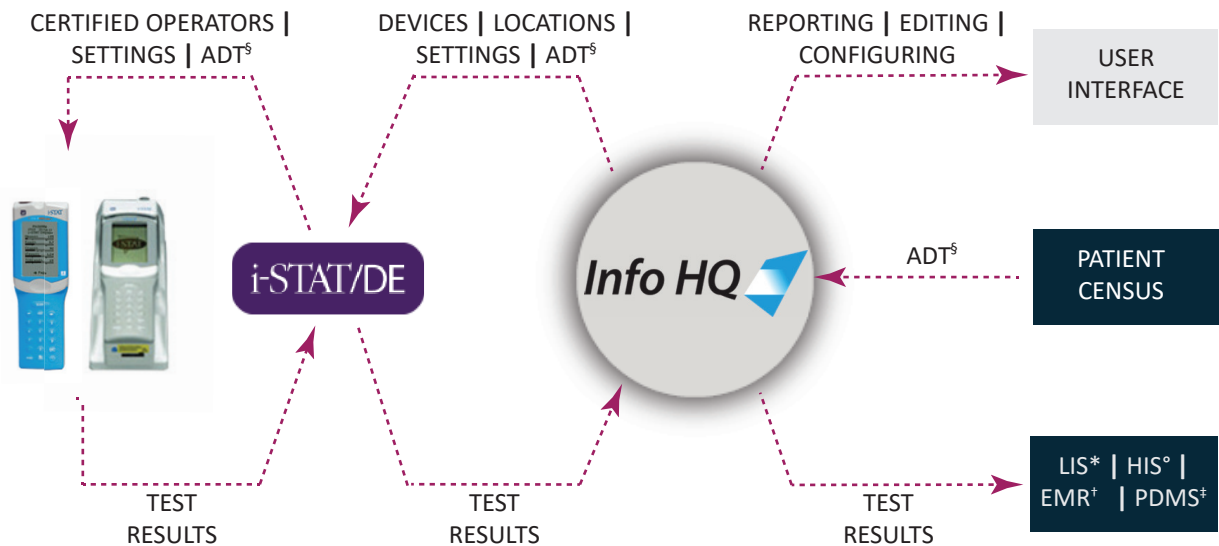 CERTIFIED OPERATORS |
SETTINGS | ADT§
DEVICES | LOCATIONS |
SETTINGS | ADT§
REPORTING | EDITING |
CONFIGURING
USER
INTERFACE
i-STAT/DE
Info HQ
ADT§
PATIENT
CENSUS
TEST
RESULTS
TEST
RESULTS
TEST
RESULTS
LIS* | HIS° |
EMR† | PDMS‡